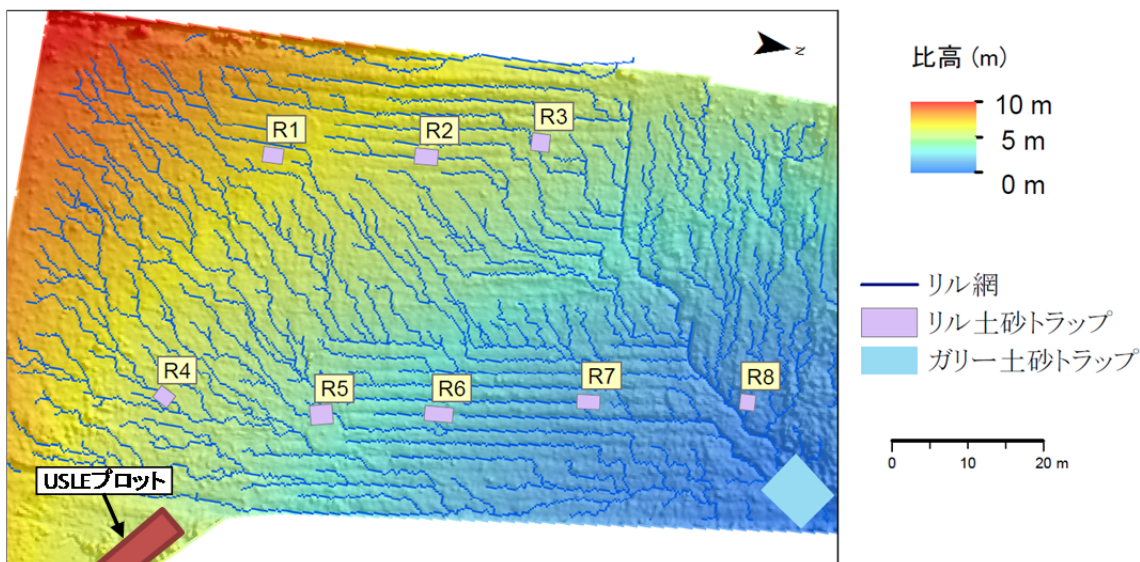 N
R1
R2
R3
R4
R5
R6
R7
R8
USLEプロット
比高 (m)
10 m
5 m
0 m
リル網
リル土砂トラップ
ガリー土砂トラップ
0 10 20 m